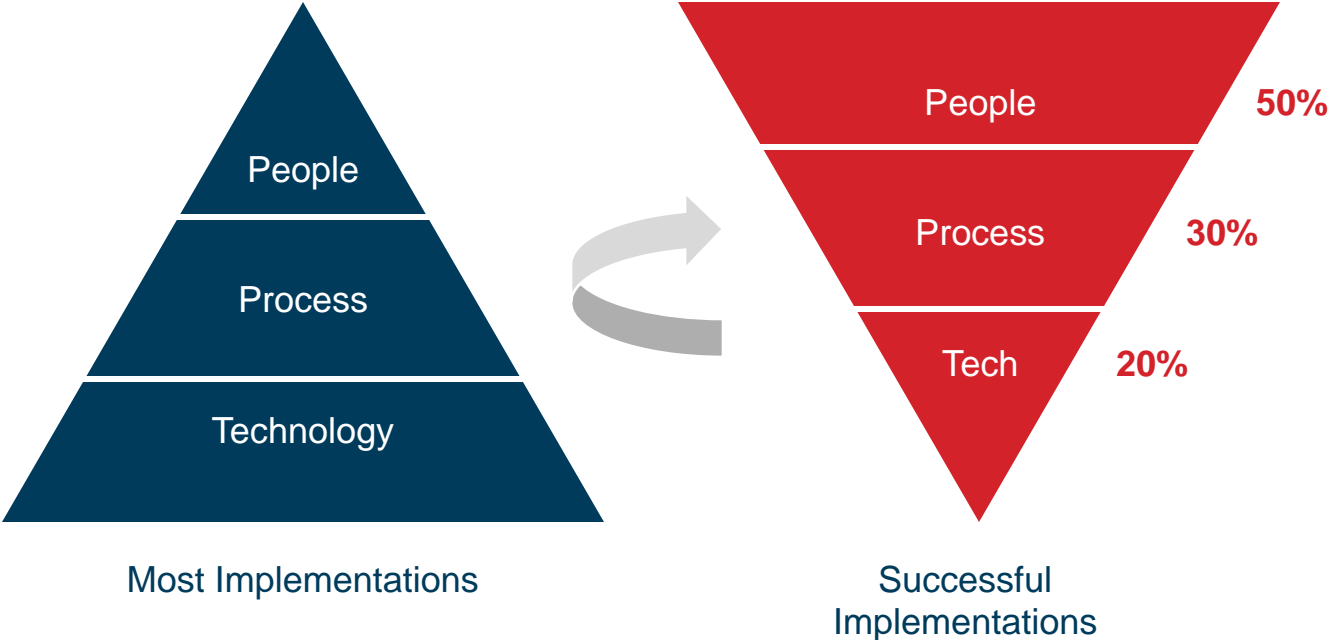 People
Process
Technology
Most Implementations
People
50%
Process
30%
Tech
20%
Successful
Implementations